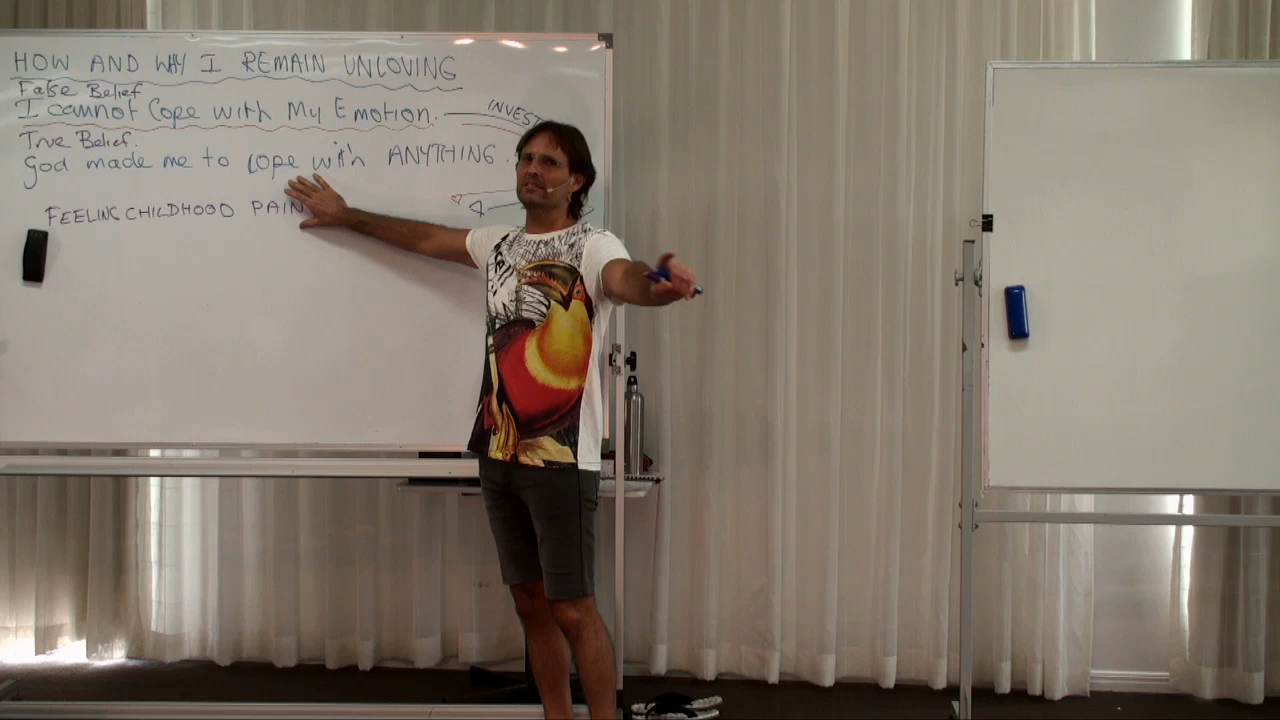 HOW AND WHY I REMAIN UNLOVING
False Belief
I cannot Cope with My Emotion. INVEST
True Belief.
God made me to cope with ANYTHING.
FEELING CHILDHOOD PAIN